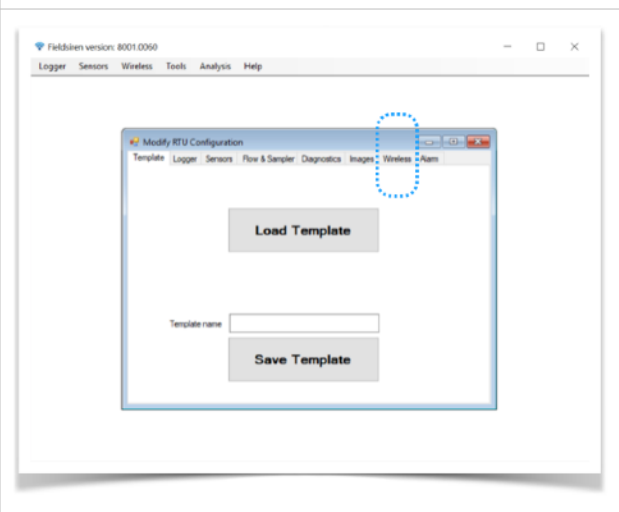 Fieldsiren version: 8001.0060
Logger Sensors Wireless Tools Analysis Help
Modify RTU Configuration
Template Logger Sensors Flow & Sampler Diagnostics Images Wireless Alarm
Load Template
Template name
Save Template